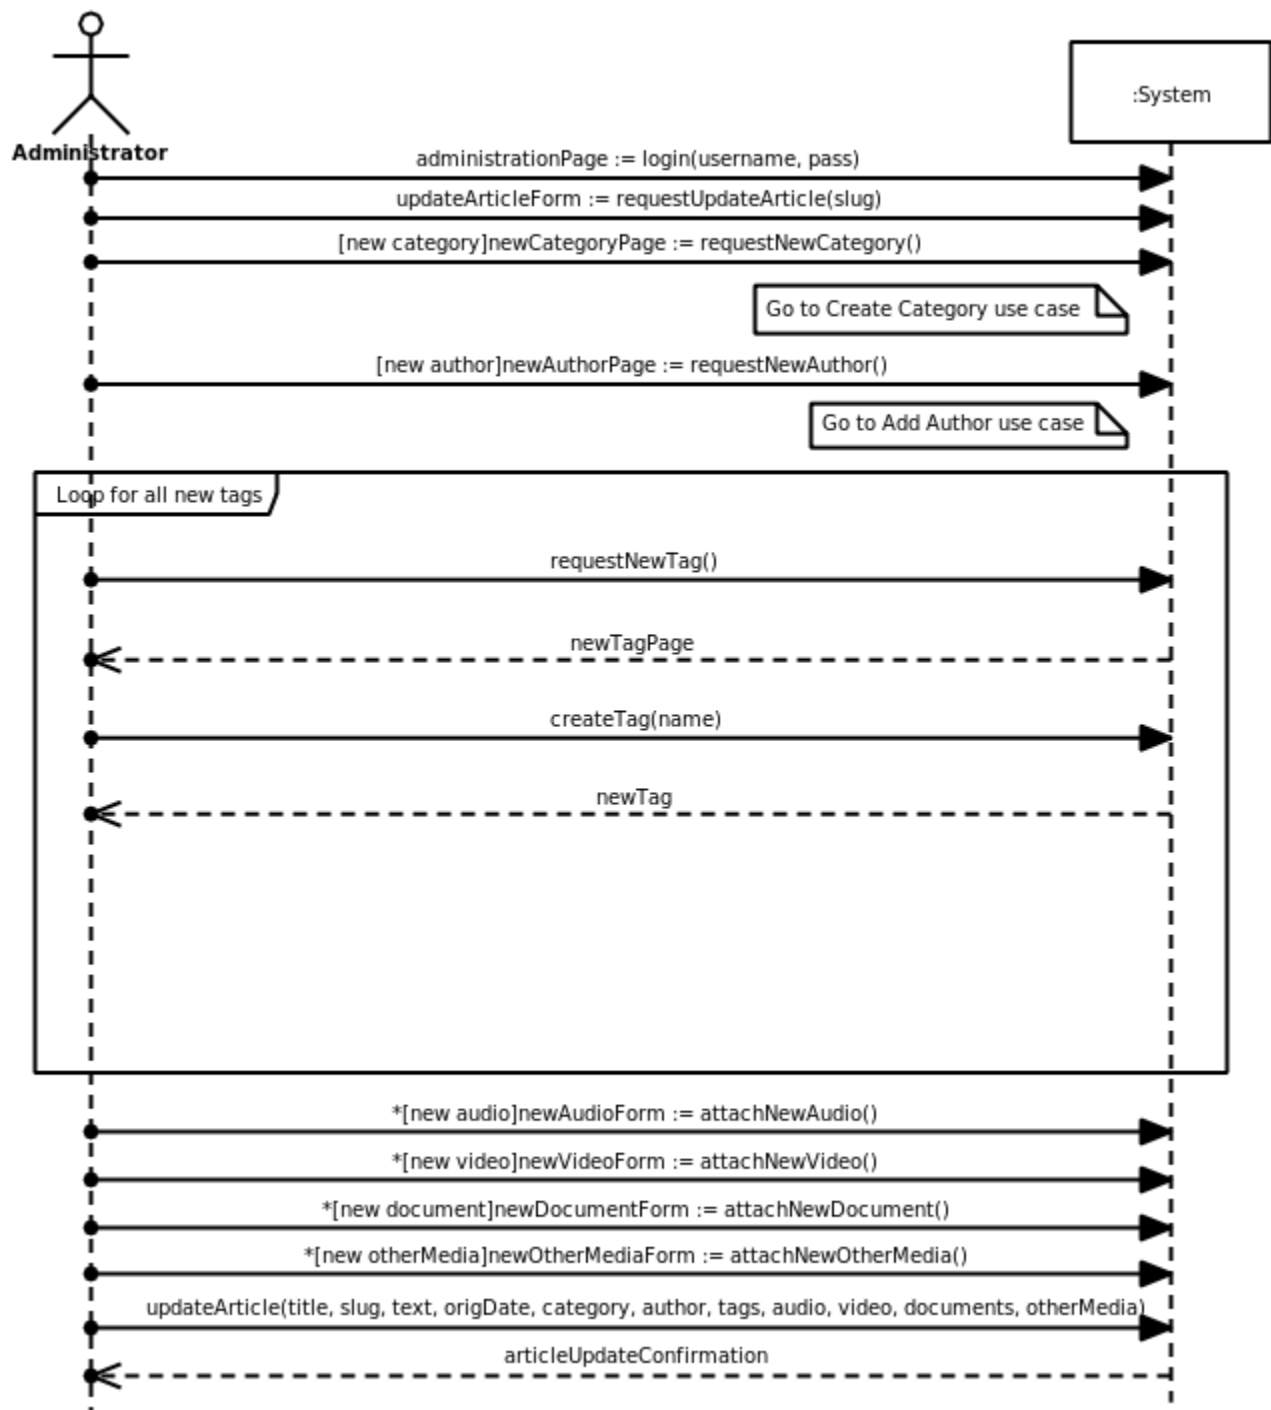 Administrator
:System
administrationPage := login(username, pass)
updateArticleForm := requestUpdateArticle(slug)
[new category]newCategoryPage := requestNewCategory()
Go to Create Category use case
[new author]newAuthorPage := requestNewAuthor()
Go to Add Author use case
Loop for all new tags
requestNewTag()
newTagPage
createTag(name)
newTag
*[new audio]newAudioForm := attachNewAudio()
*[new video]newVideoForm := attachNewVideo()
*[new document]newDocumentForm := attachNewDocument()
*[new otherMedia]newOtherMediaForm := attachNewOtherMedia()
updateArticle(title, slug, text, origDate, category, author, tags, audio, video, documents, otherMedia)
articleUpdateConfirmation